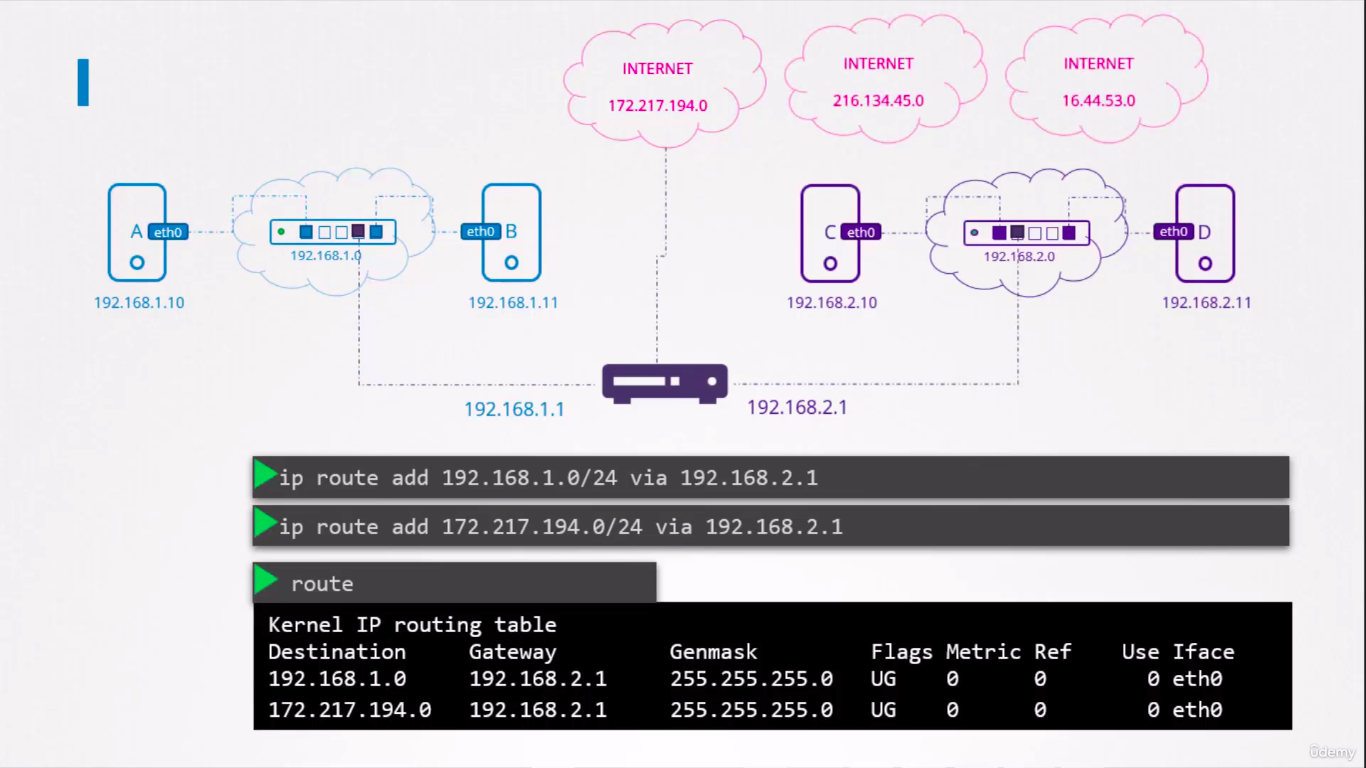 INTERNET
172.217.194.0
INTERNET
216.134.45.0
INTERNET
16.44.53.0
A eth0
192.168.1.0
eth0 B
C eth0
192.168.2.0
eth0 D
192.168.1.10
192.168.1.11
192.168.2.10
192.168.2.11
192.168.1.1
192.168.2.1
ip route add 192.168.1.0/24 via 192.168.2.1
ip route add 172.217.194.0/24 via 192.168.2.1
route
Kernel IP routing table
Destination Gateway Genmask Flags Metric Ref Use Iface
192.168.1.0 192.168.2.1 255.255.255.0 UG 0 0 0 eth0
172.217.194.0 192.168.2.1 255.255.255.0 UG 0 0 0 eth0
udemy